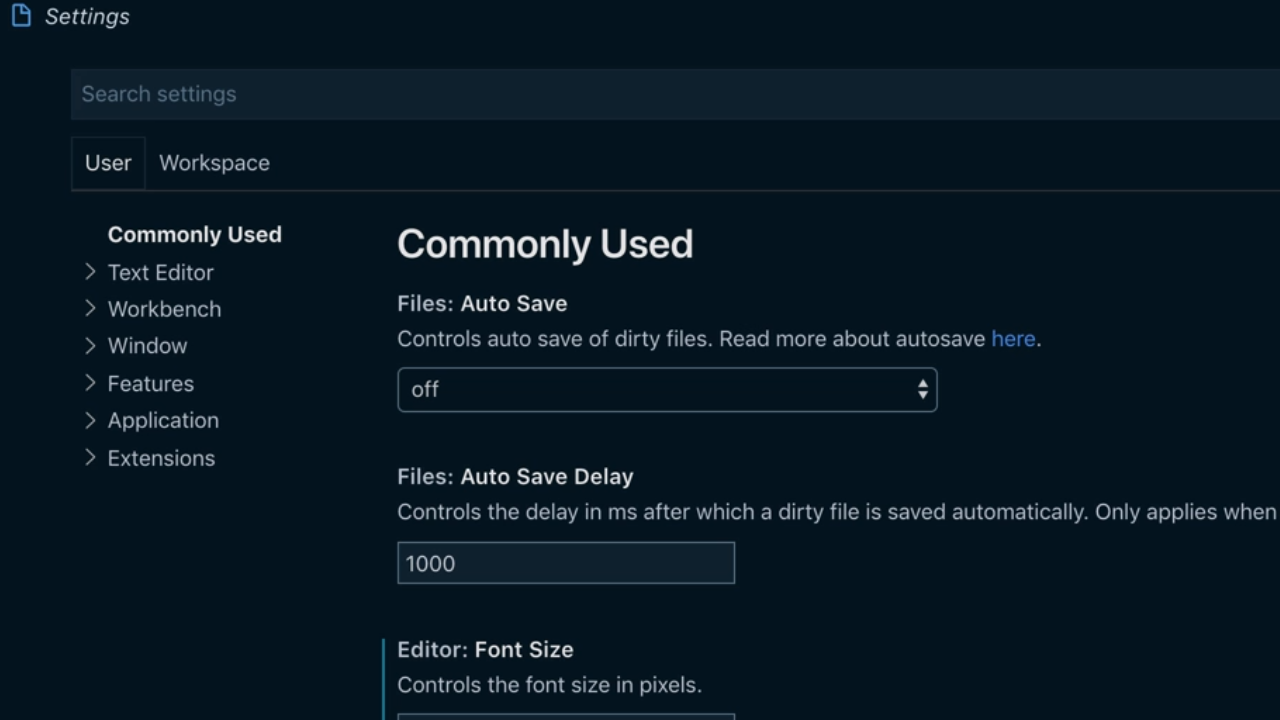 Settings
Search settings
User
Workspace
Commonly Used
Text Editor
Workbench
Window
Features
Application
Extensions
Commonly Used
Files: Auto Save
Controls auto save of dirty files. Read more about autosave here.
off
Files: Auto Save Delay
Controls the delay in ms after which a dirty file is saved automatically. Only applies when
1000
Editor: Font Size
Controls the font size in pixels.